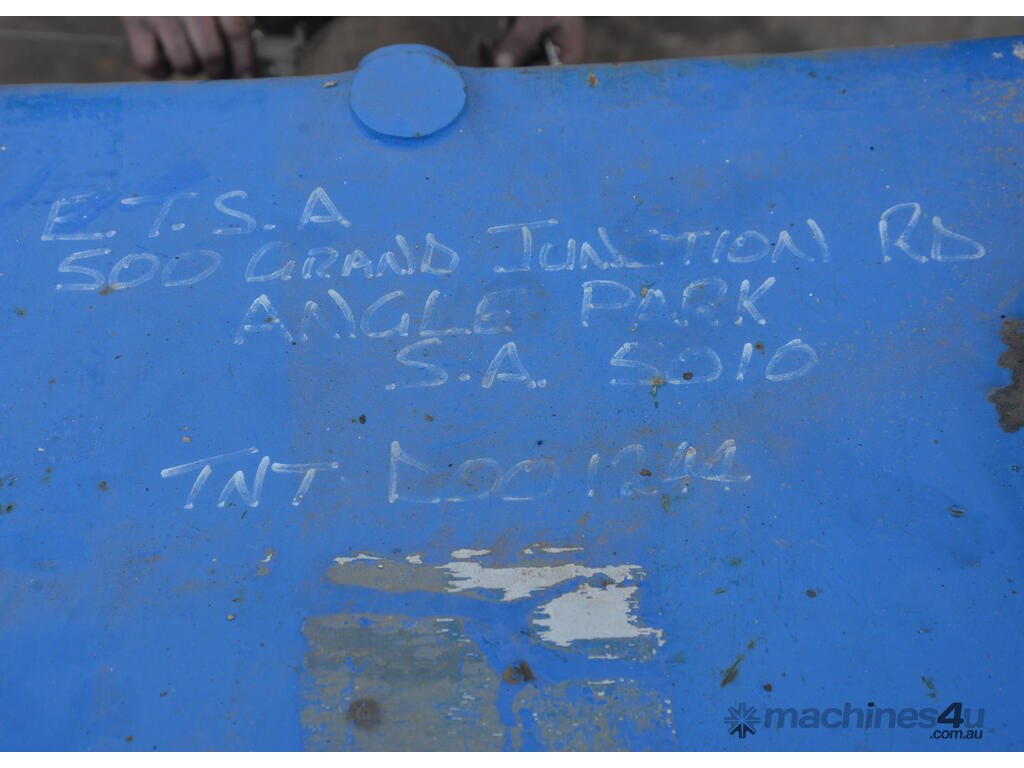 E.T.S.A
500 GRAND JUNCTION RD
ANGLE PARK
S.A. 5010
TNT D001244
machines4u
.com.au